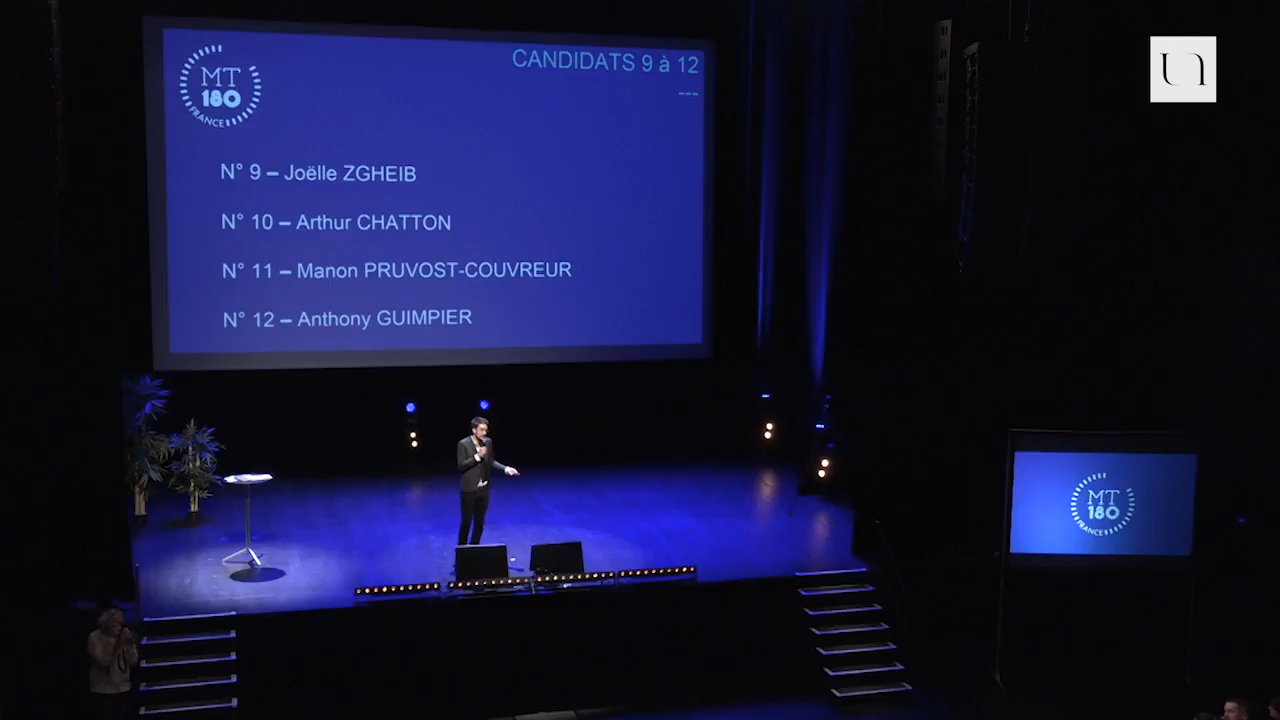 CANDIDATS 9 à 12
---
MT
180
FRANCE
N° 9 – Joëlle ZGHEIB
N° 10 – Arthur CHATTON
N° 11 – Manon PRUVOST-COUVREUR
N° 12 – Anthony GUIMPIER
MT
180
FRANCE